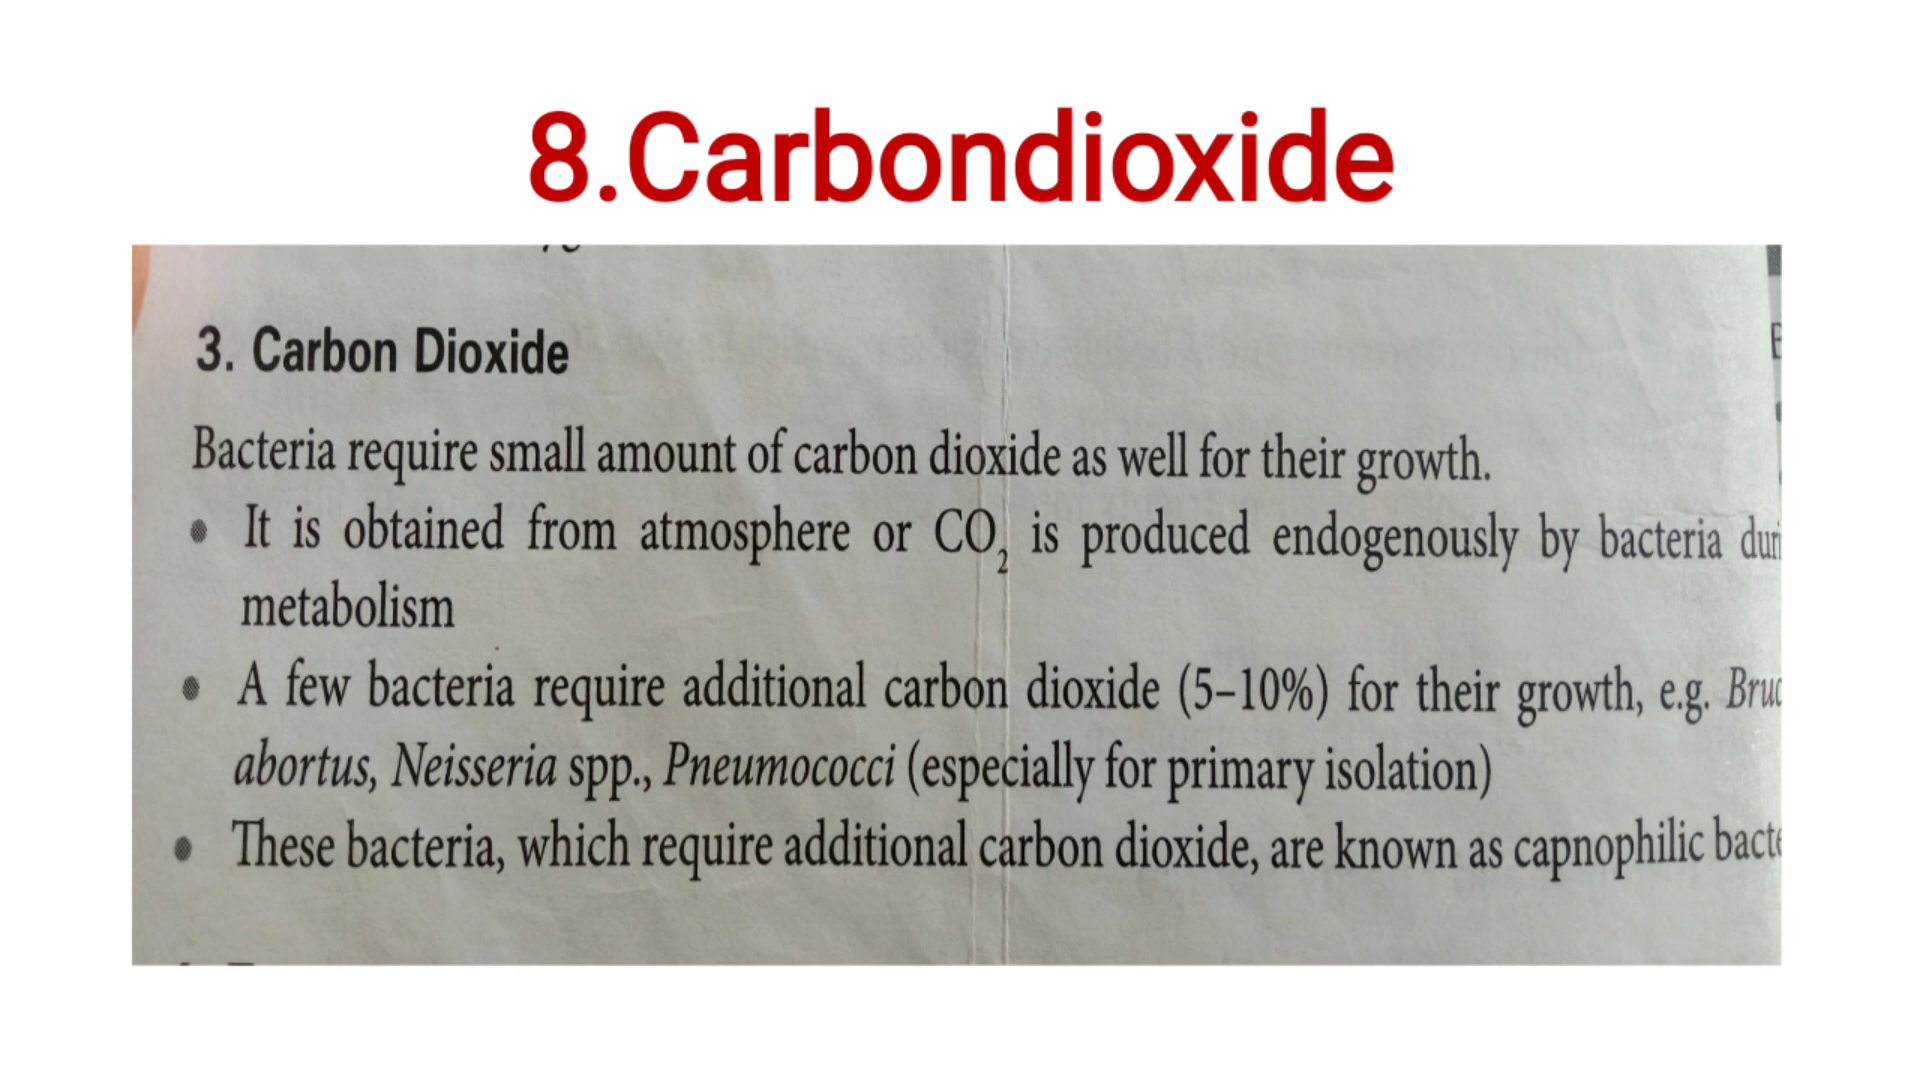 8.Carbondioxide
3. Carbon Dioxide
Bacteria require small amount of carbon dioxide as well for their growth.
• It is obtained from atmosphere or CO₂ is produced endogenously by bacteria
metabolism
• A few bacteria require additional carbon dioxide (5–10%) for their growth, e.g.
abortus, Neisseria spp., Pneumococci (especially for primary isolation)
• These bacteria, which require additional carbon dioxide, are known as capnophilic